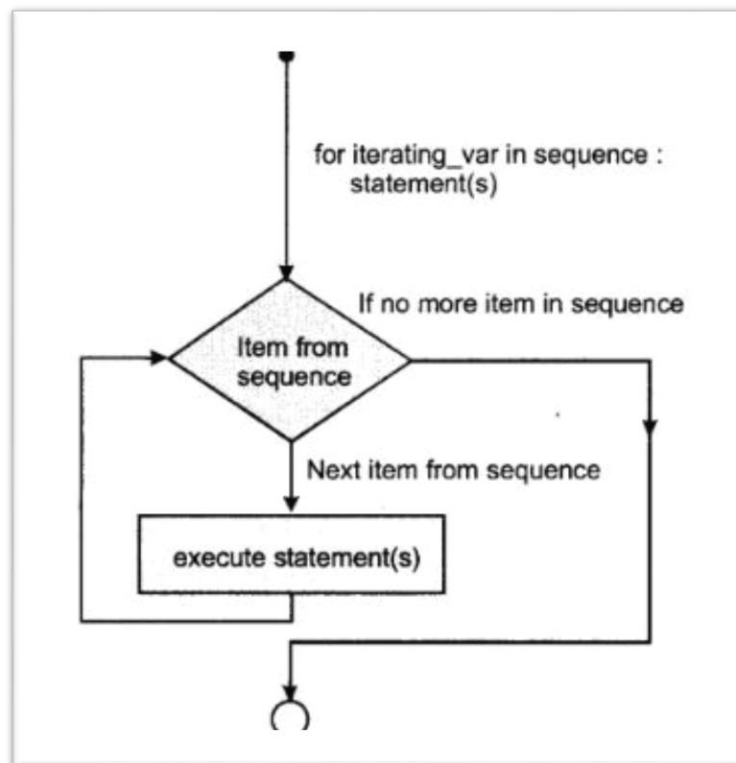 for iterating_var in sequence :
statement(s)
If no more item in sequence
Item from
sequence
Next item from sequence
execute statement(s)